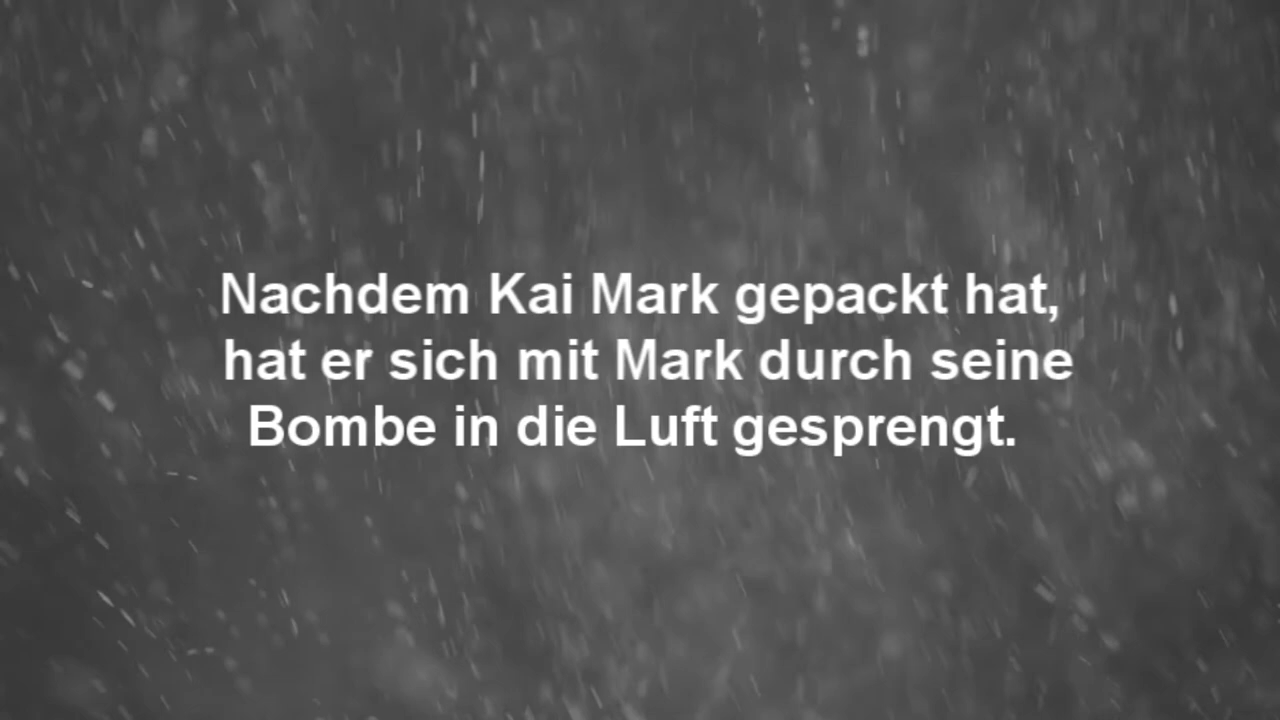 Nachdem Kai Mark gepackt hat,
hat er sich mit Mark durch seine
Bombe in die Luft gesprengt.